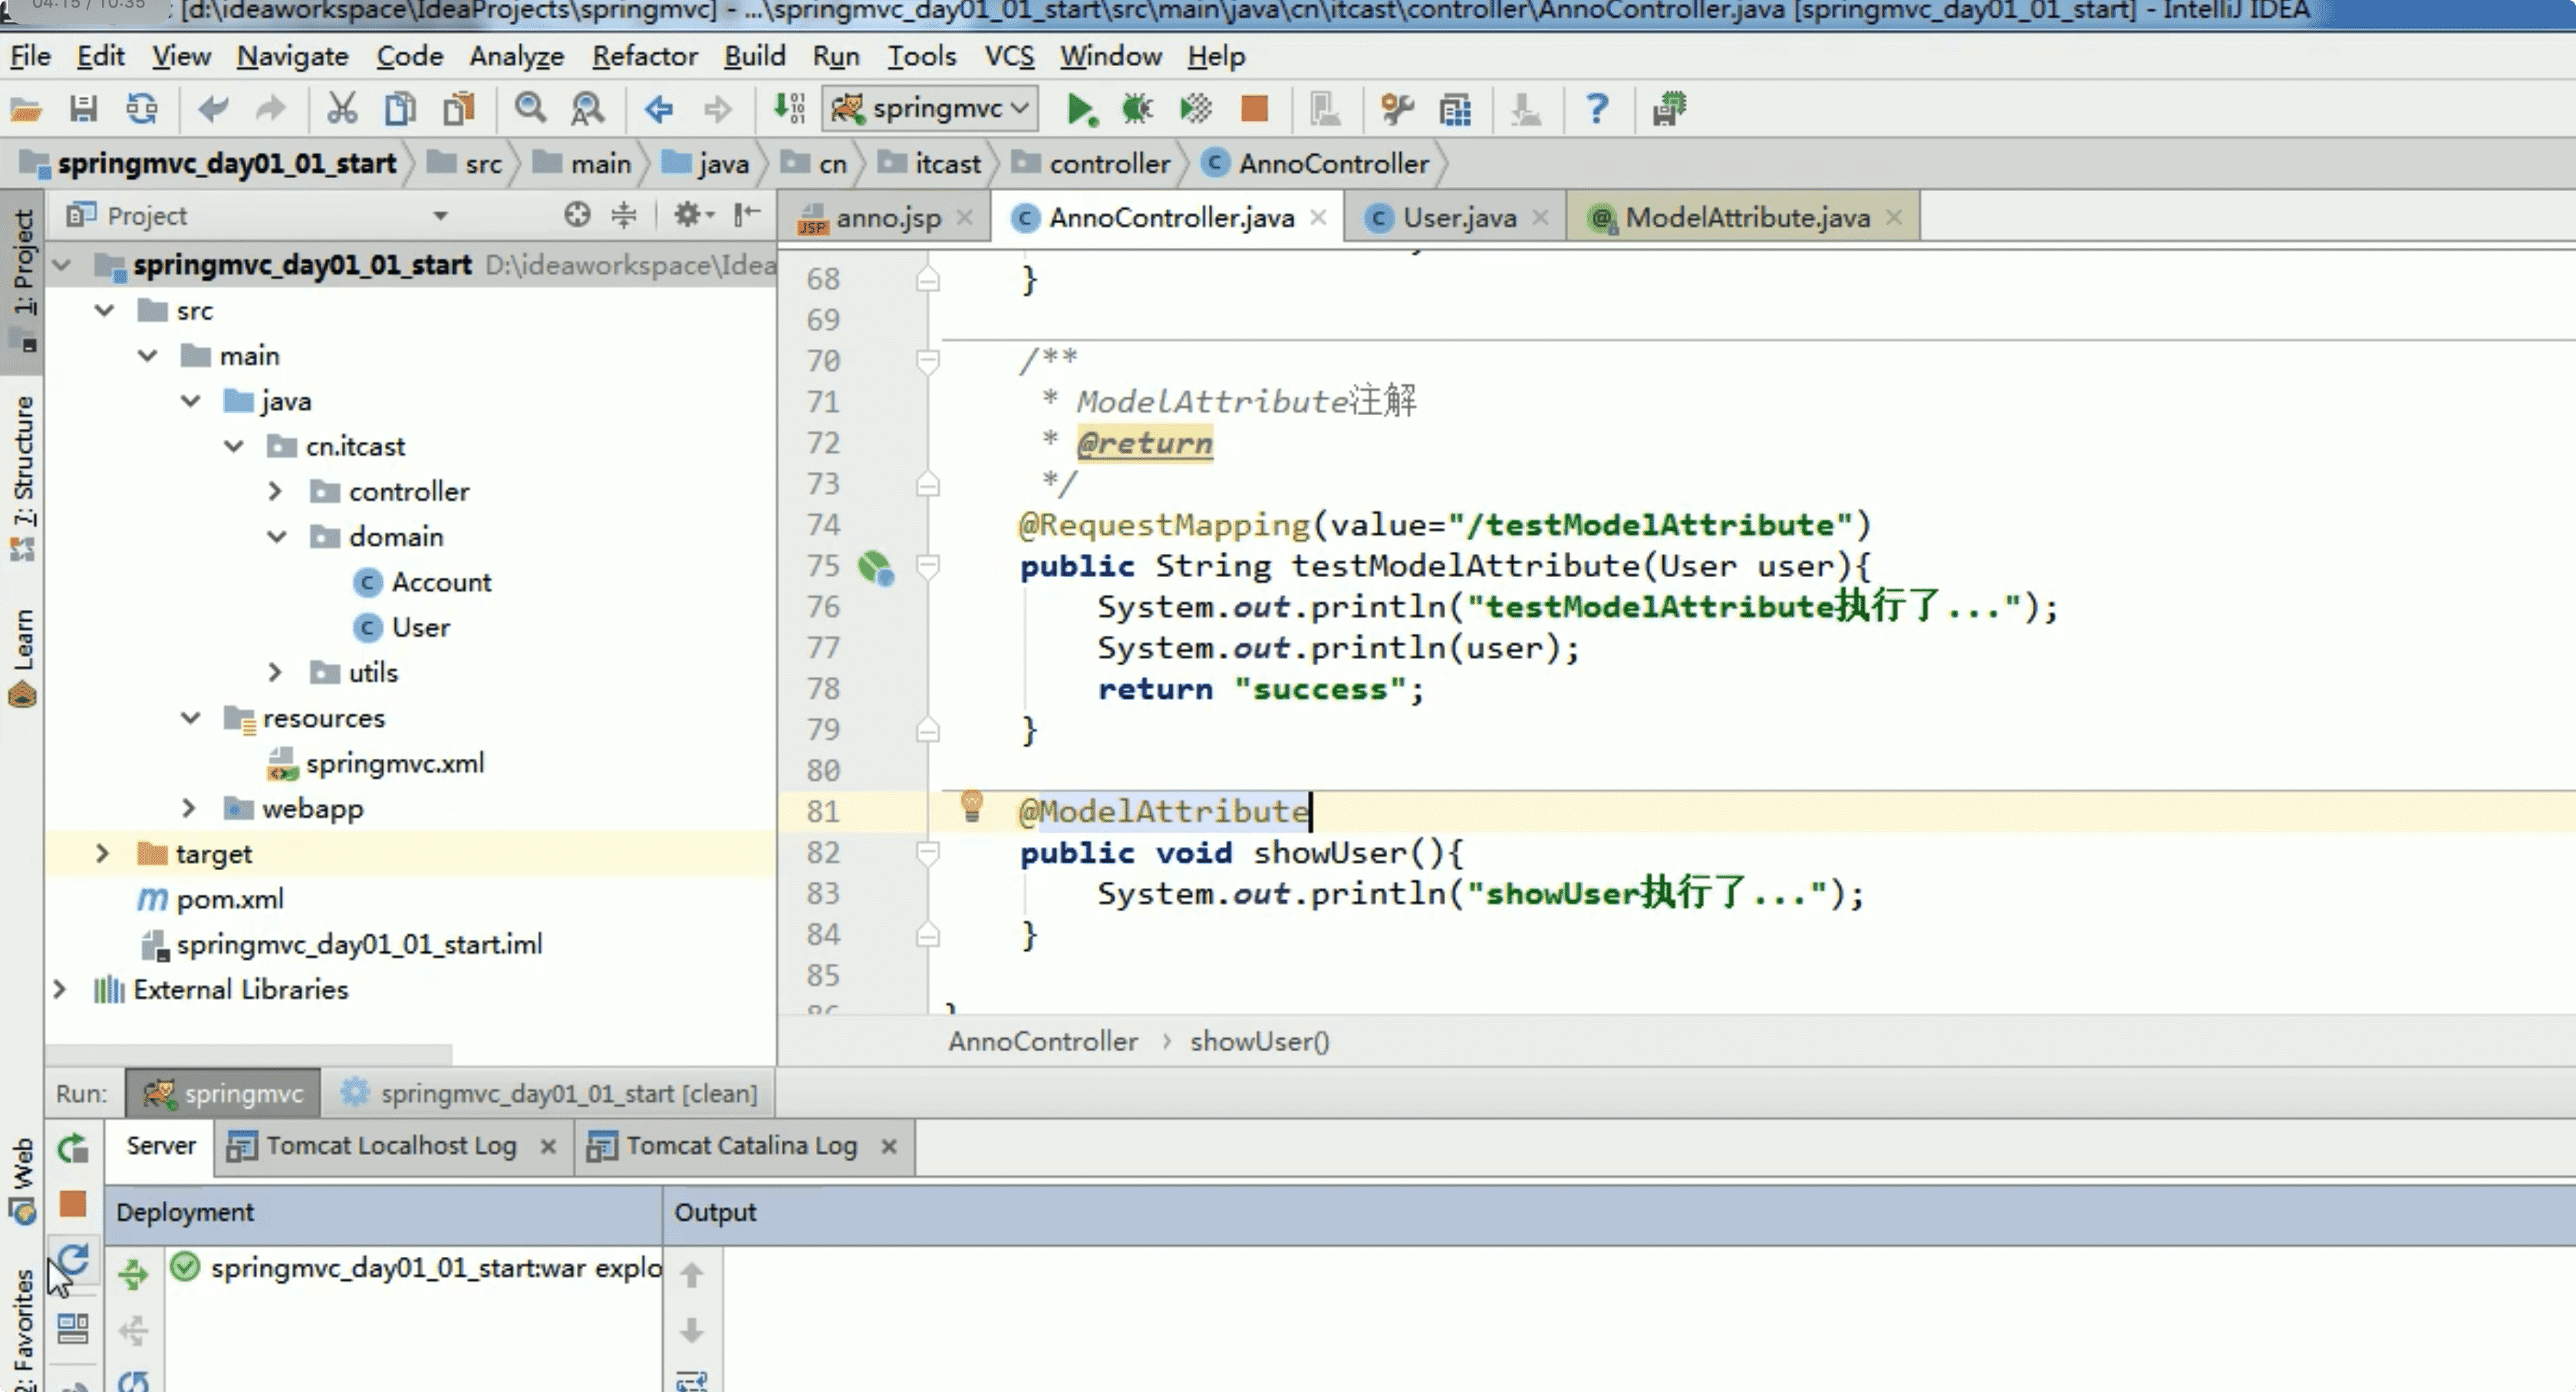 04:15 / 10:35
[d:\ideaworkspace\IdeaProjects\springmvc] - ...\springmvc_day01_01_start\src\main\java\cn\itcast\controller\AnnoController.java [springmvc_day01_01_start] - IntelliJ IDEA
File Edit View Navigate Code Analyze Refactor Build Run Tools VCS Window Help
springmvc
springmvc_day01_01_start src main java cn itcast controller AnnoController
Project
anno.jsp AnnoController.java User.java ModelAttribute.java
1: Project
7: Structure
Learn
Web
2: Favorites
springmvc_day01_01_start D:\ideaworkspace\Idea
src
main
java
cn.itcast
controller
domain
Account
User
utils
resources
springmvc.xml
webapp
target
pom.xml
springmvc_day01_01_start.iml
External Libraries
68 }
69
70 /**
71 * ModelAttribute注解
72 * @return
73 */
74 @RequestMapping(value="/testModelAttribute")
75 public String testModelAttribute(User user){
76 System.out.println("testModelAttribute执行了...");
77 System.out.println(user);
78 return "success";
79 }
80
81 @ModelAttribute
82 public void showUser(){
83 System.out.println("showUser执行了...");
84 }
85
86 }
AnnoController › showUser()
Run: springmvc springmvc_day01_01_start [clean]
Server Tomcat Localhost Log Tomcat Catalina Log
Deployment Output
springmvc_day01_01_start:war explo